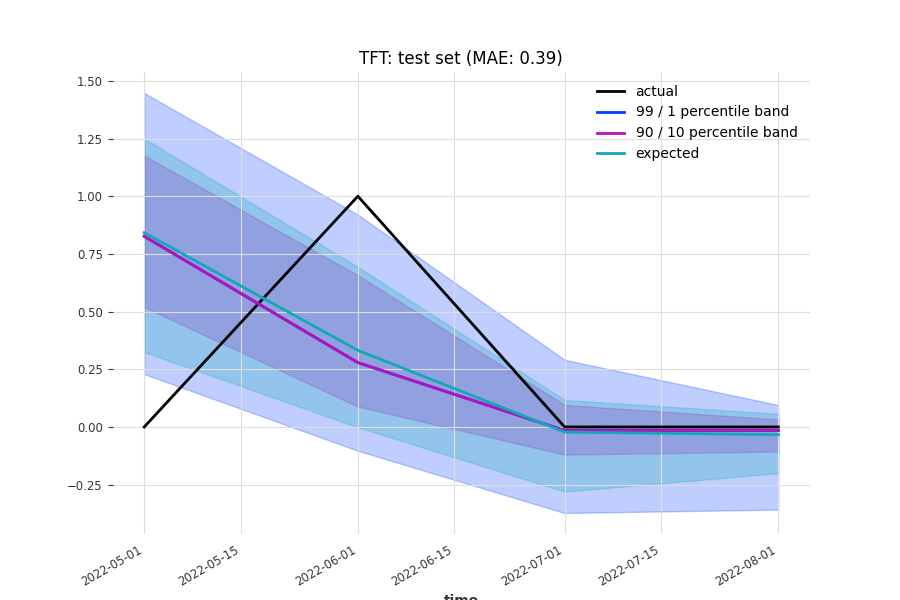 TFT: test set (MAE: 0.39)
actual
99 / 1 percentile band
90 / 10 percentile band
expected
1.50
1.25
1.00
0.75
0.50
0.25
0.00
−0.25
2022-05-01
2022-05-15
2022-06-01
2022-06-15
2022-07-01
2022-07-15
2022-08-01
time